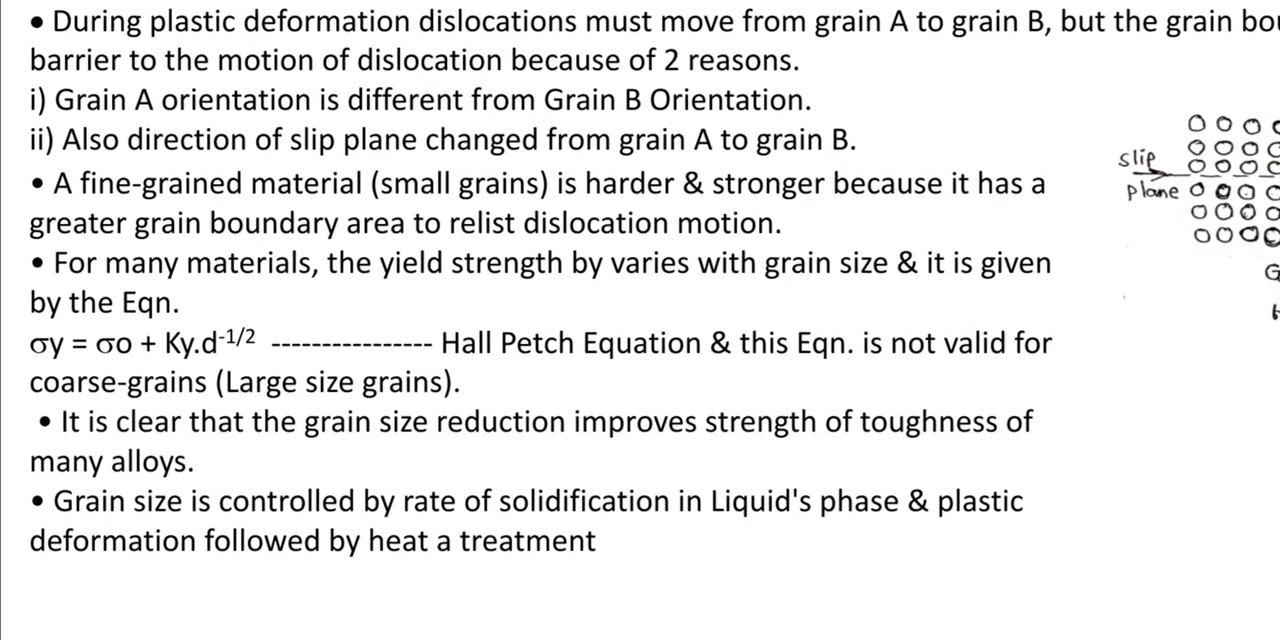 • During plastic deformation dislocations must move from grain A to grain B, but the grain
barrier to the motion of dislocation because of 2 reasons.
i) Grain A orientation is different from Grain B Orientation.
ii) Also direction of slip plane changed from grain A to grain B.
• A fine-grained material (small grains) is harder & stronger because it has a
greater grain boundary area to relist dislocation motion.
• For many materials, the yield strength by varies with grain size & it is given
by the Eqn.
σy = σo + Ky.d-1/2 ---------------- Hall Petch Equation & this Eqn. is not valid for
coarse-grains (Large size grains).
• It is clear that the grain size reduction improves strength of toughness of
many alloys.
• Grain size is controlled by rate of solidification in Liquid's phase & plastic
deformation followed by heat a treatment
slip
plane